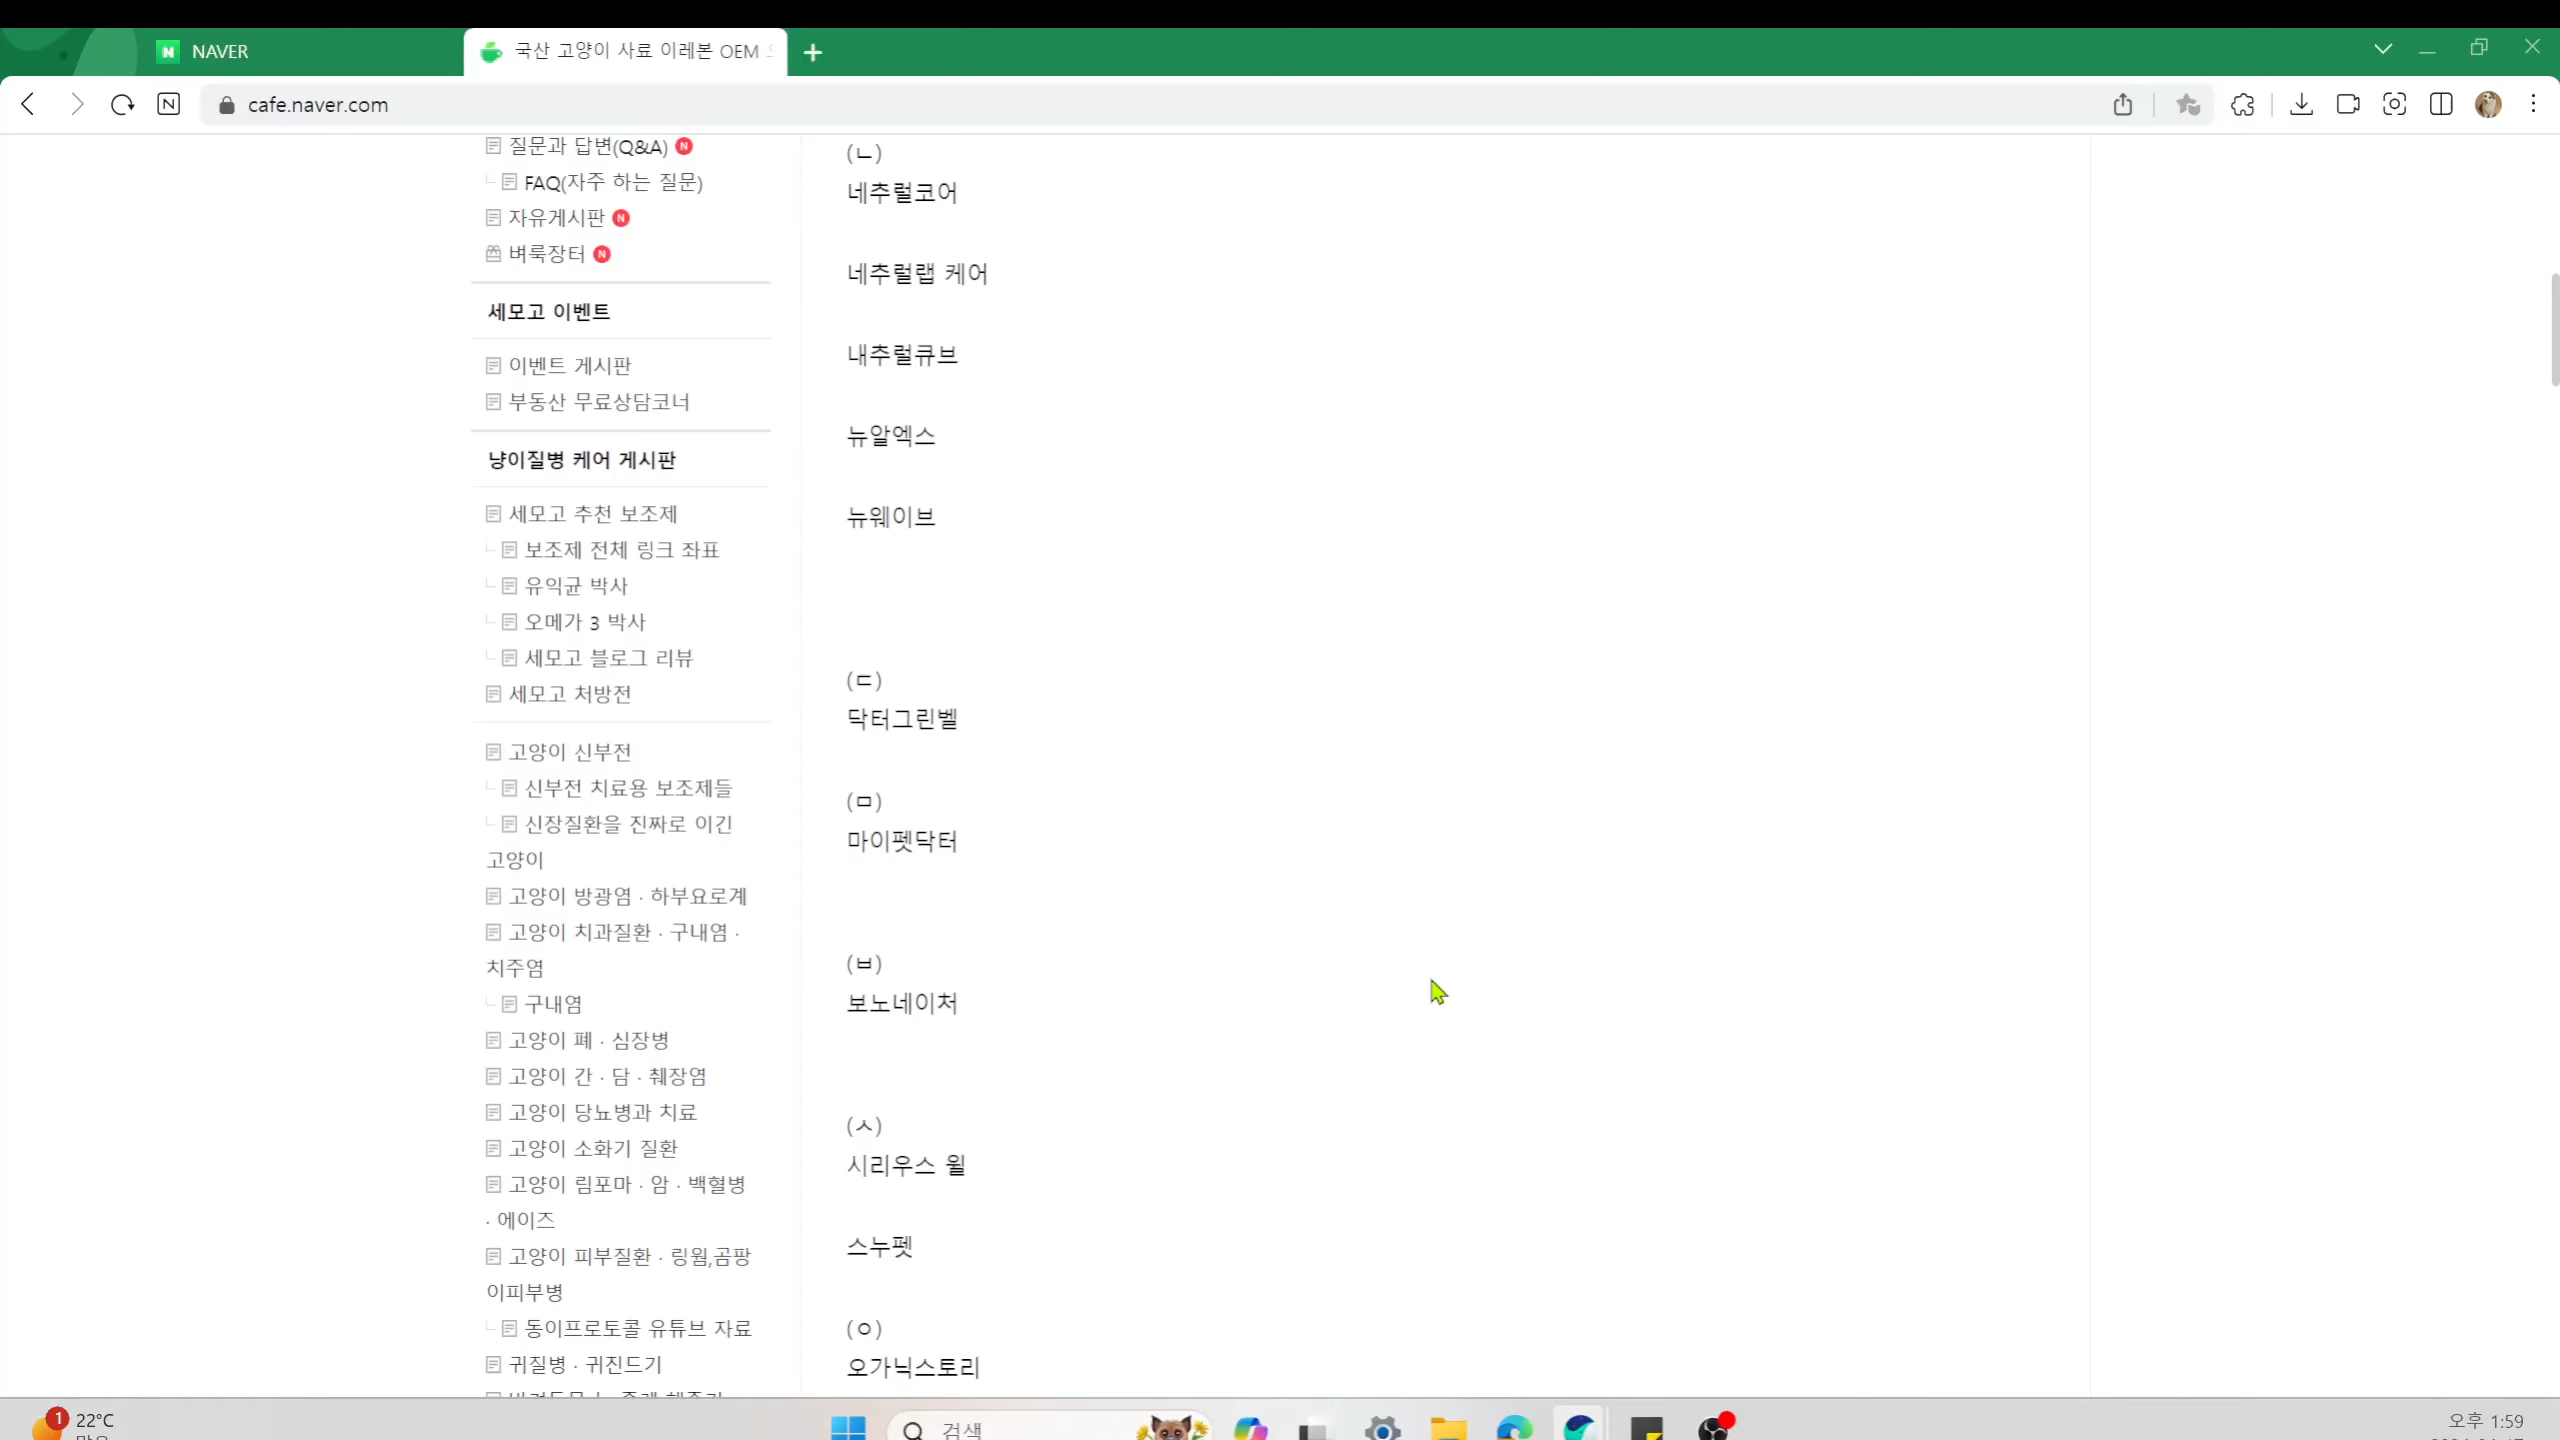 NAVER
국산 고양이 사료 이레본 OEM
cafe.naver.com
질문과 답변(Q&A) N
FAQ(자주 하는 질문)
자유게시판 N
벼룩장터 N
세모고 이벤트
이벤트 게시판
부동산 무료상담코너
냥이질병 케어 게시판
세모고 추천 보조제
보조제 전체 링크 좌표
유익균 박사
오메가 3 박사
세모고 블로그 리뷰
세모고 처방전
고양이 신부전
신부전 치료용 보조제들
신장질환을 진짜로 이긴
고양이
고양이 방광염 · 하부요로계
고양이 치과질환 · 구내염 ·
치주염
구내염
고양이 폐 · 심장병
고양이 간 · 담 · 췌장염
고양이 당뇨병과 치료
고양이 소화기 질환
고양이 림포마 · 암 · 백혈병
· 에이즈
고양이 피부질환 · 링웜,곰팡
이피부병
동이프로토콜 유튜브 자료
귀질병 · 귀진드기
(ㄴ)
네추럴코어
네추럴랩 케어
내추럴큐브
뉴알엑스
뉴웨이브
(ㄷ)
닥터그린벨
(ㅁ)
마이펫닥터
(ㅂ)
보노네이처
(ㅅ)
시리우스 윌
스누펫
(ㅇ)
오가닉스토리
1
22°C
검색
오후 1:59